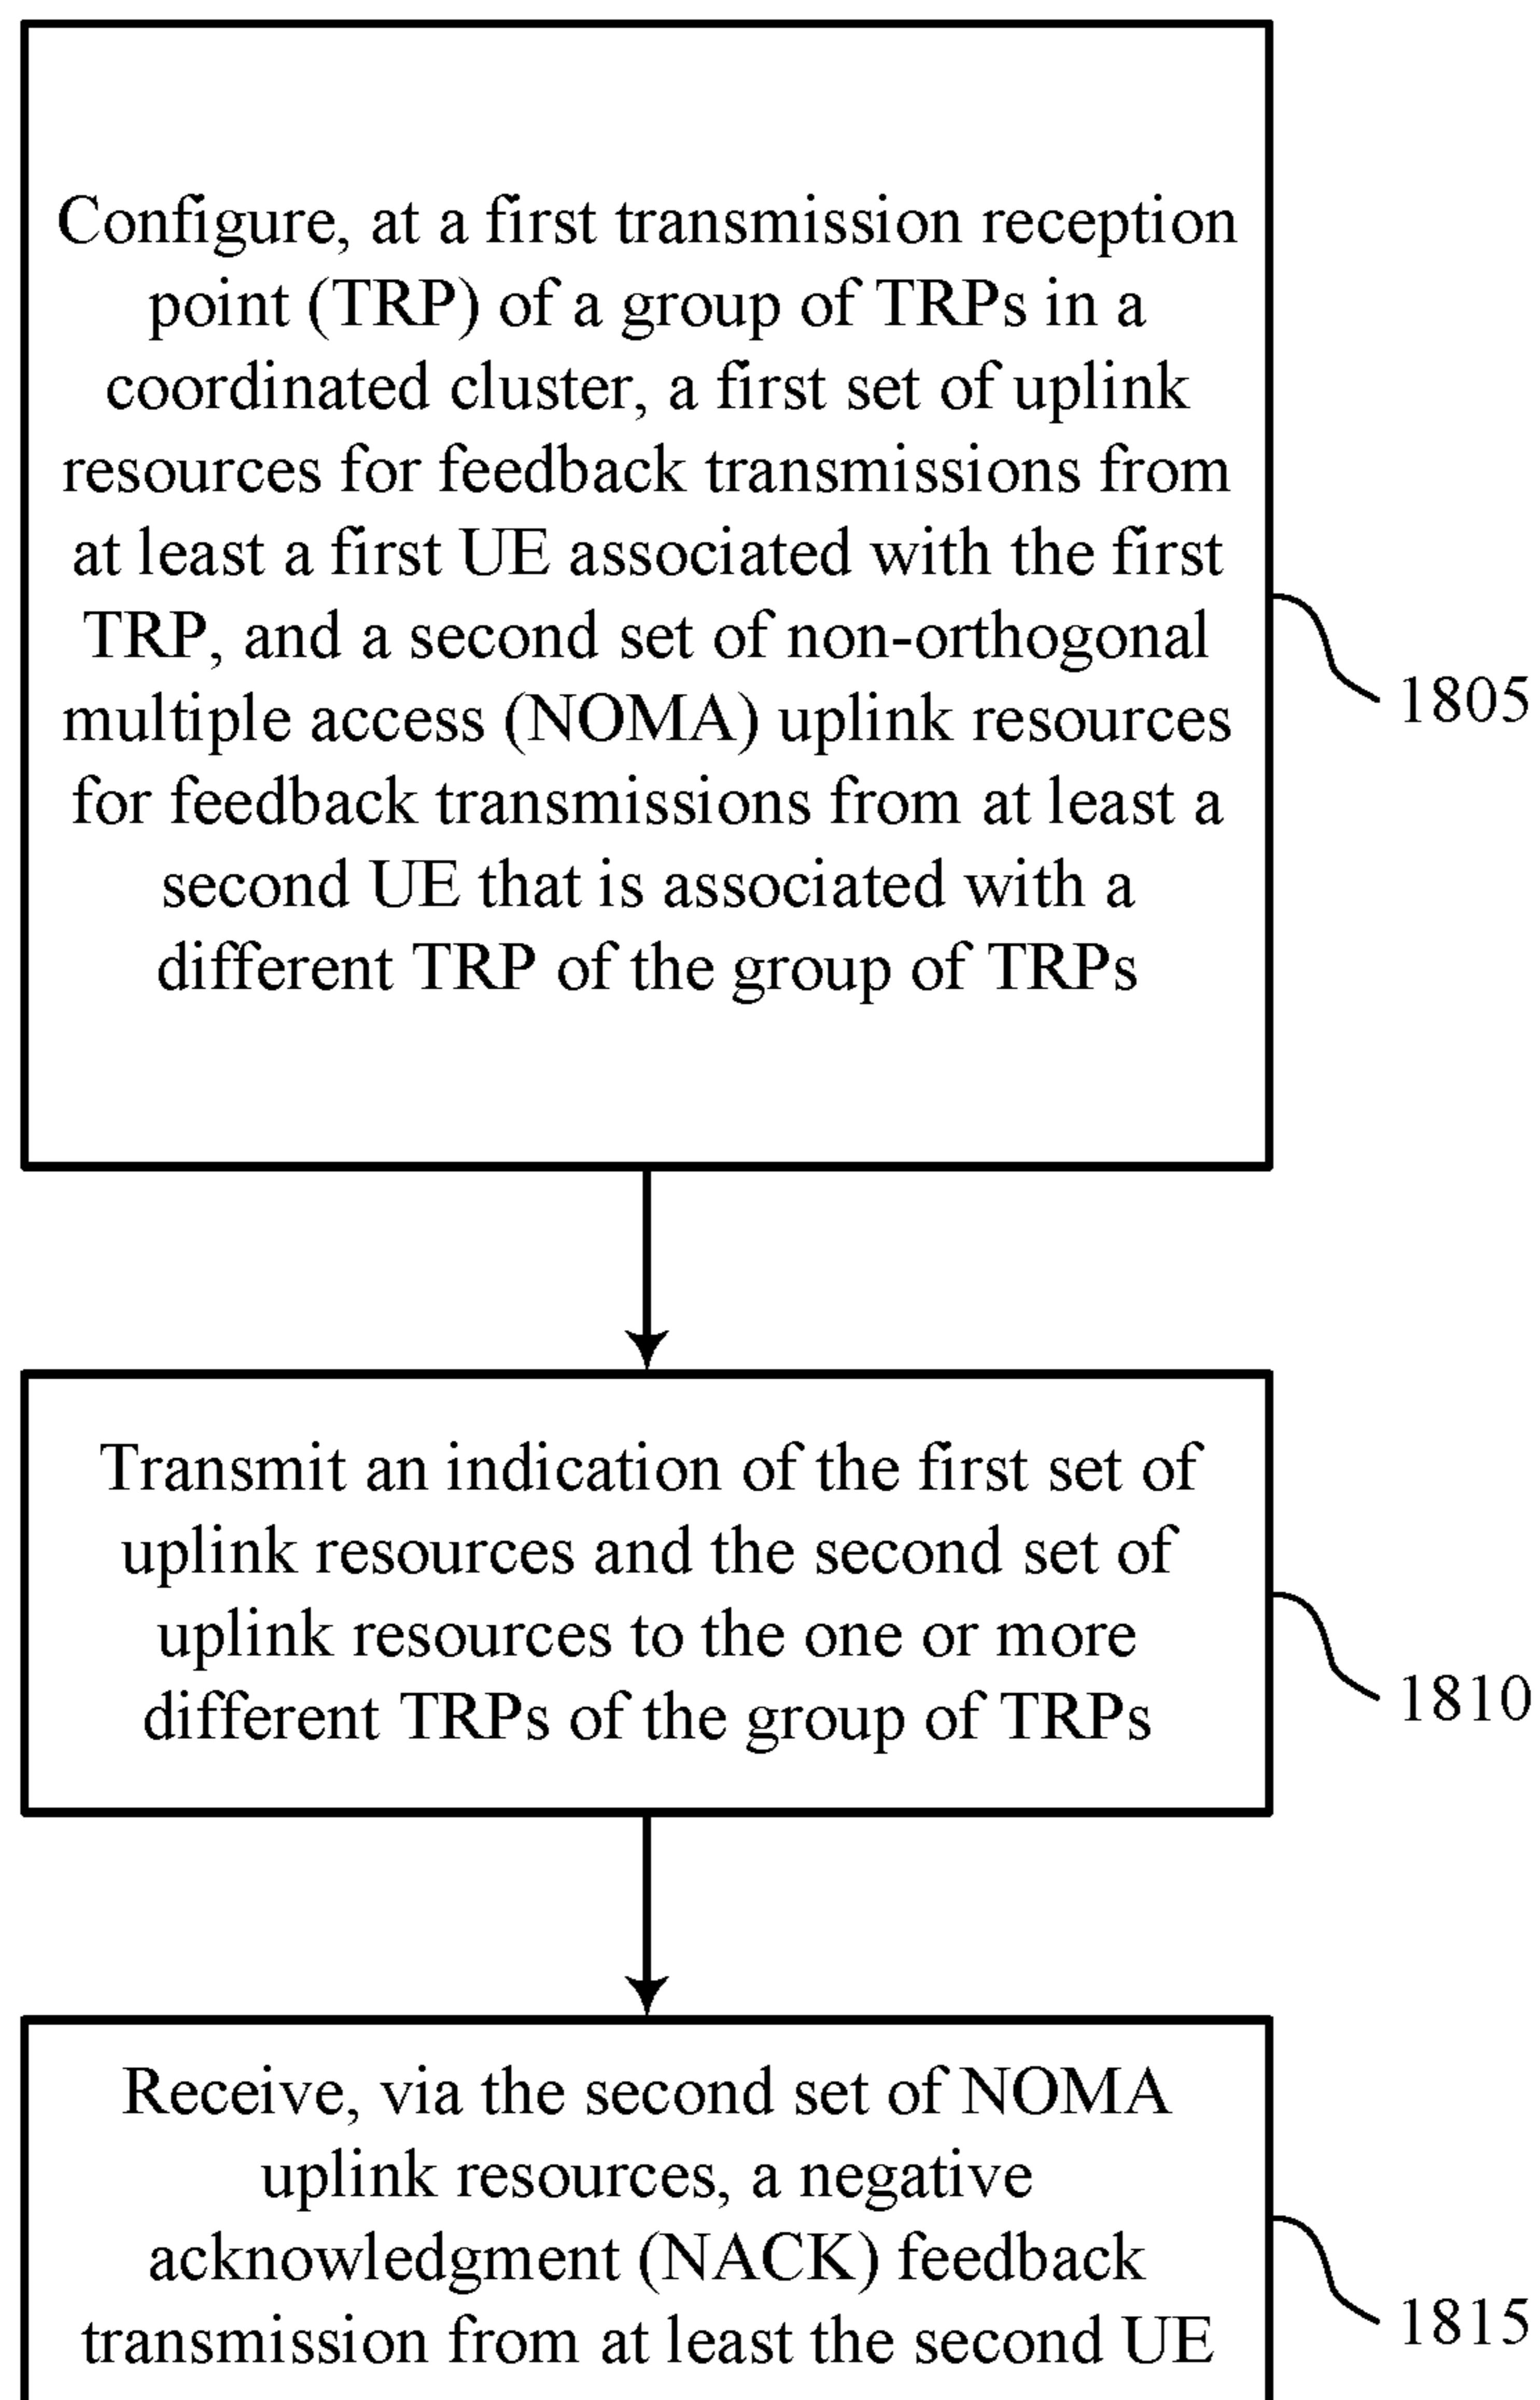 Configure, at a first transmission reception
point (TRP) of a group of TRPs in a
coordinated cluster, a first set of uplink
resources for feedback transmissions from
at least a first UE associated with the first
TRP, and a second set of non-orthogonal
multiple access (NOMA) uplink resources
for feedback transmissions from at least a
second UE that is associated with a
different TRP of the group of TRPs
1805
Transmit an indication of the first set of
uplink resources and the second set of
uplink resources to the one or more
different TRPs of the group of TRPs
1810
Receive, via the second set of NOMA
uplink resources, a negative
acknowledgment (NACK) feedback
transmission from at least the second UE
1815